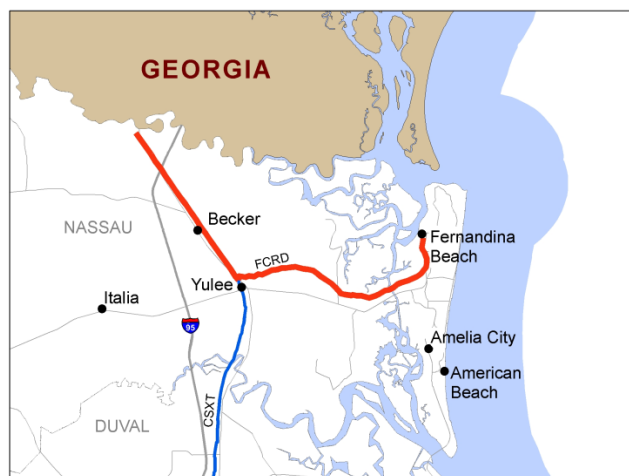 GEORGIA
NASSAU
Becker
FCRD
Fernandina
Beach
Yulee
Italia
95
Amelia City
American
Beach
CSXT
DUVAL